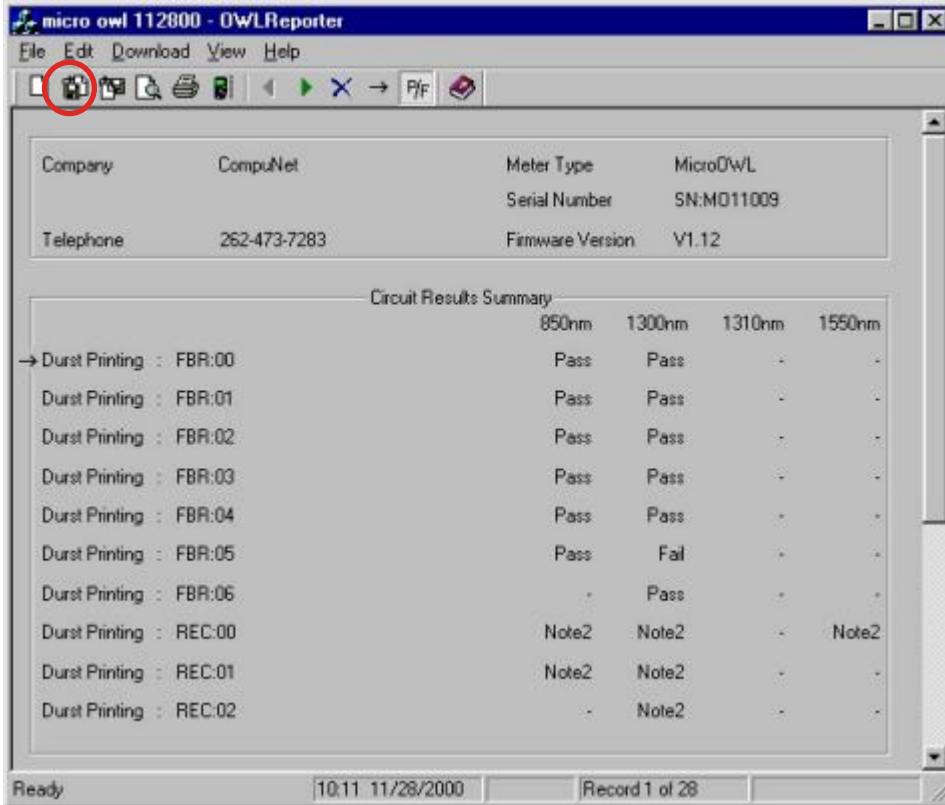 micro owl 112800 - OWLReporter
File Edit Download View Help
P/F
Company CompuNet Meter Type MicroOWL
Serial Number SN:MO11009
Telephone 262-473-7283 Firmware Version V1.12
Circuit Results Summary
850nm 1300nm 1310nm 1550nm
→ Durst Printing : FBR:00 Pass Pass - -
Durst Printing : FBR:01 Pass Pass - -
Durst Printing : FBR:02 Pass Pass - -
Durst Printing : FBR:03 Pass Pass - -
Durst Printing : FBR:04 Pass Pass - -
Durst Printing : FBR:05 Pass Fail - -
Durst Printing : FBR:06 - Pass - -
Durst Printing : REC:00 Note2 Note2 - Note2
Durst Printing : REC:01 Note2 Note2 - -
Durst Printing : REC:02 - Note2 - -
Ready 10:11 11/28/2000 Record 1 of 28